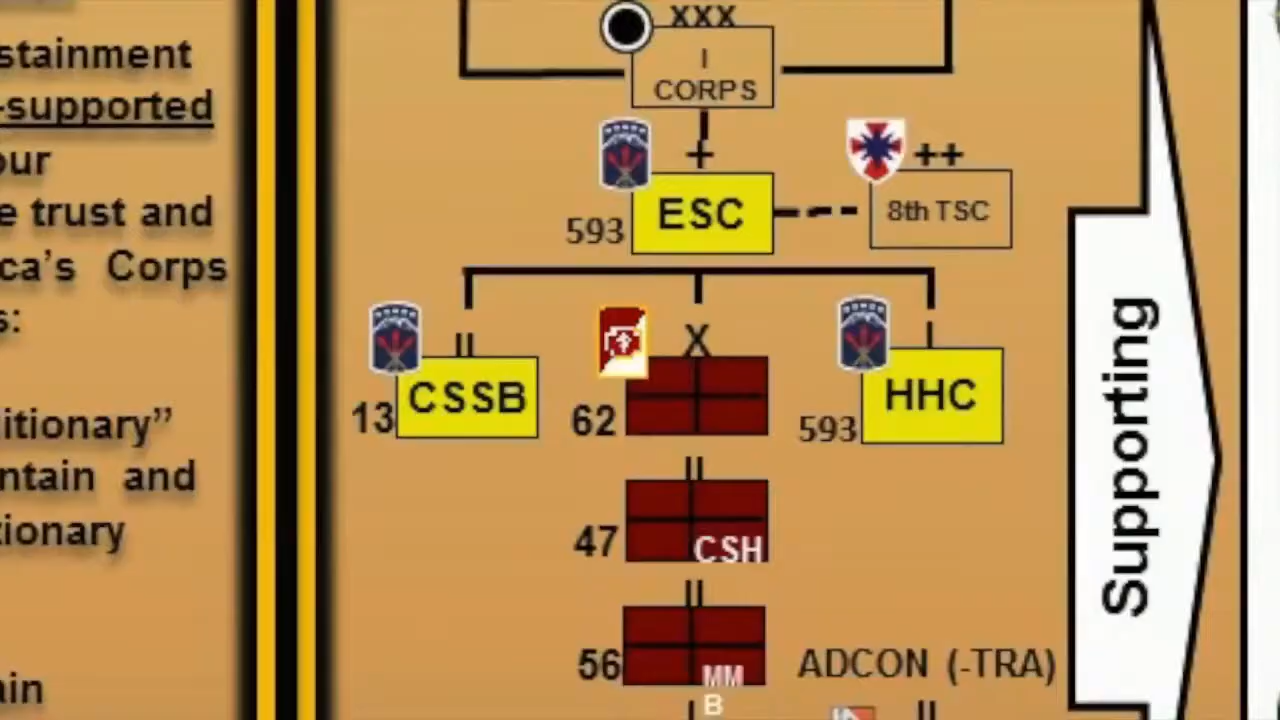 stainment
-supported
our
e trust and
ca's Corps
s:
itionary”
ntain and
tionary
ain
XXX
I
CORPS
+
593
ESC
++
8th TSC
II
13
CSSB
X
62
I
593
HHC
II
47
CSH
II
56
MM
B
ADCON (-TRA)
II
Supporting